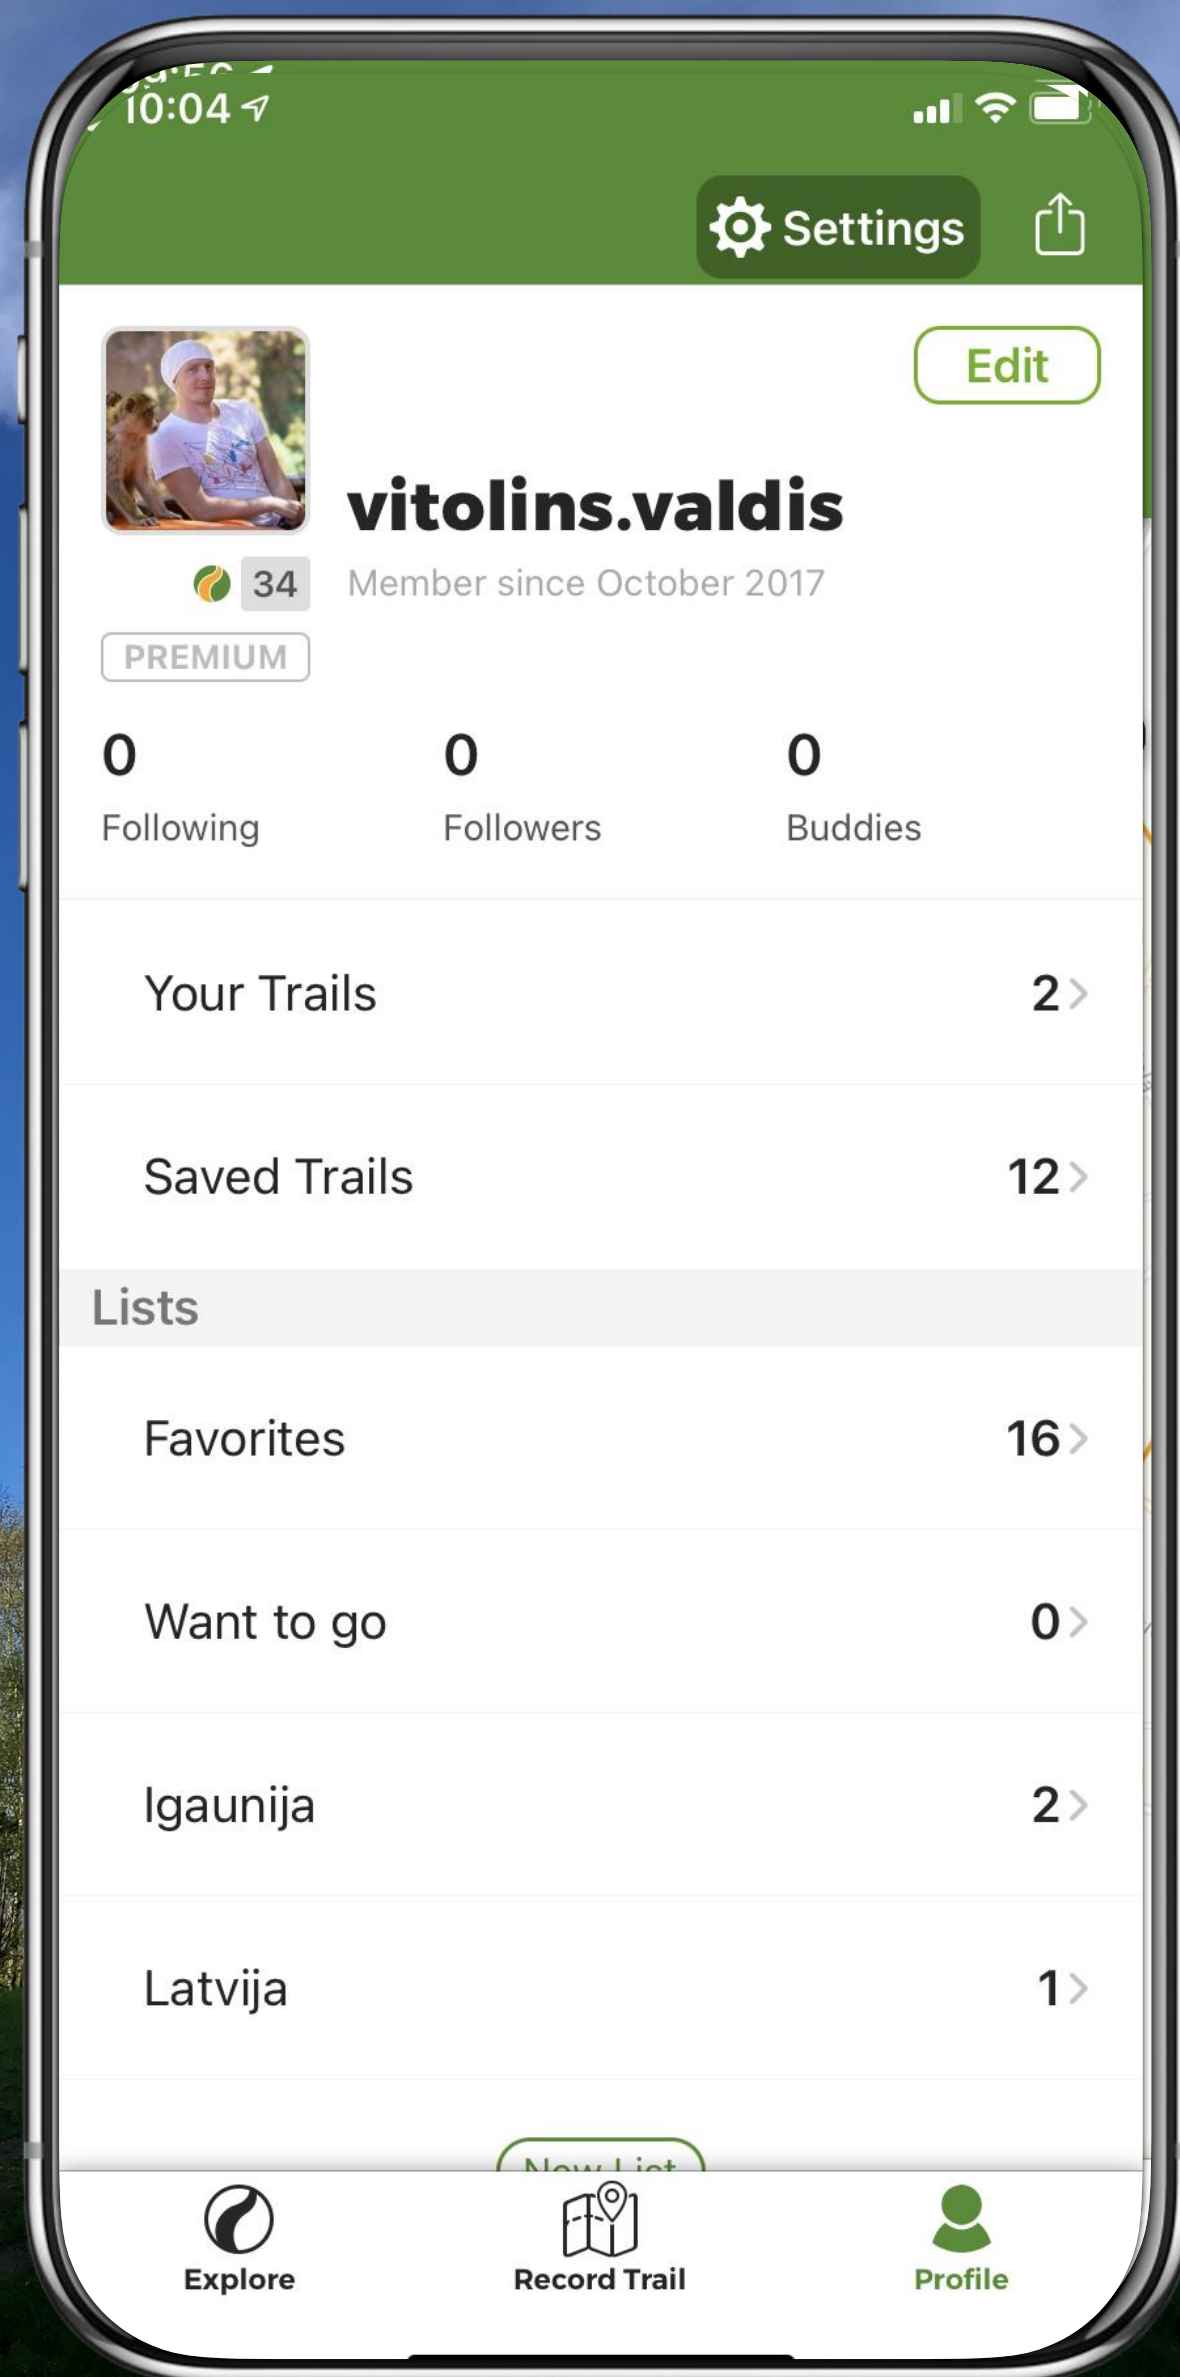 10:04
Settings
Edit
vitolins.valdis
34
Member since October 2017
PREMIUM
0
0
0
Following
Followers
Buddies
Your Trails
2
Saved Trails
12
Lists
Favorites
16
Want to go
0
Igaunija
2
Latvija
1
New List
Explore
Record Trail
Profile